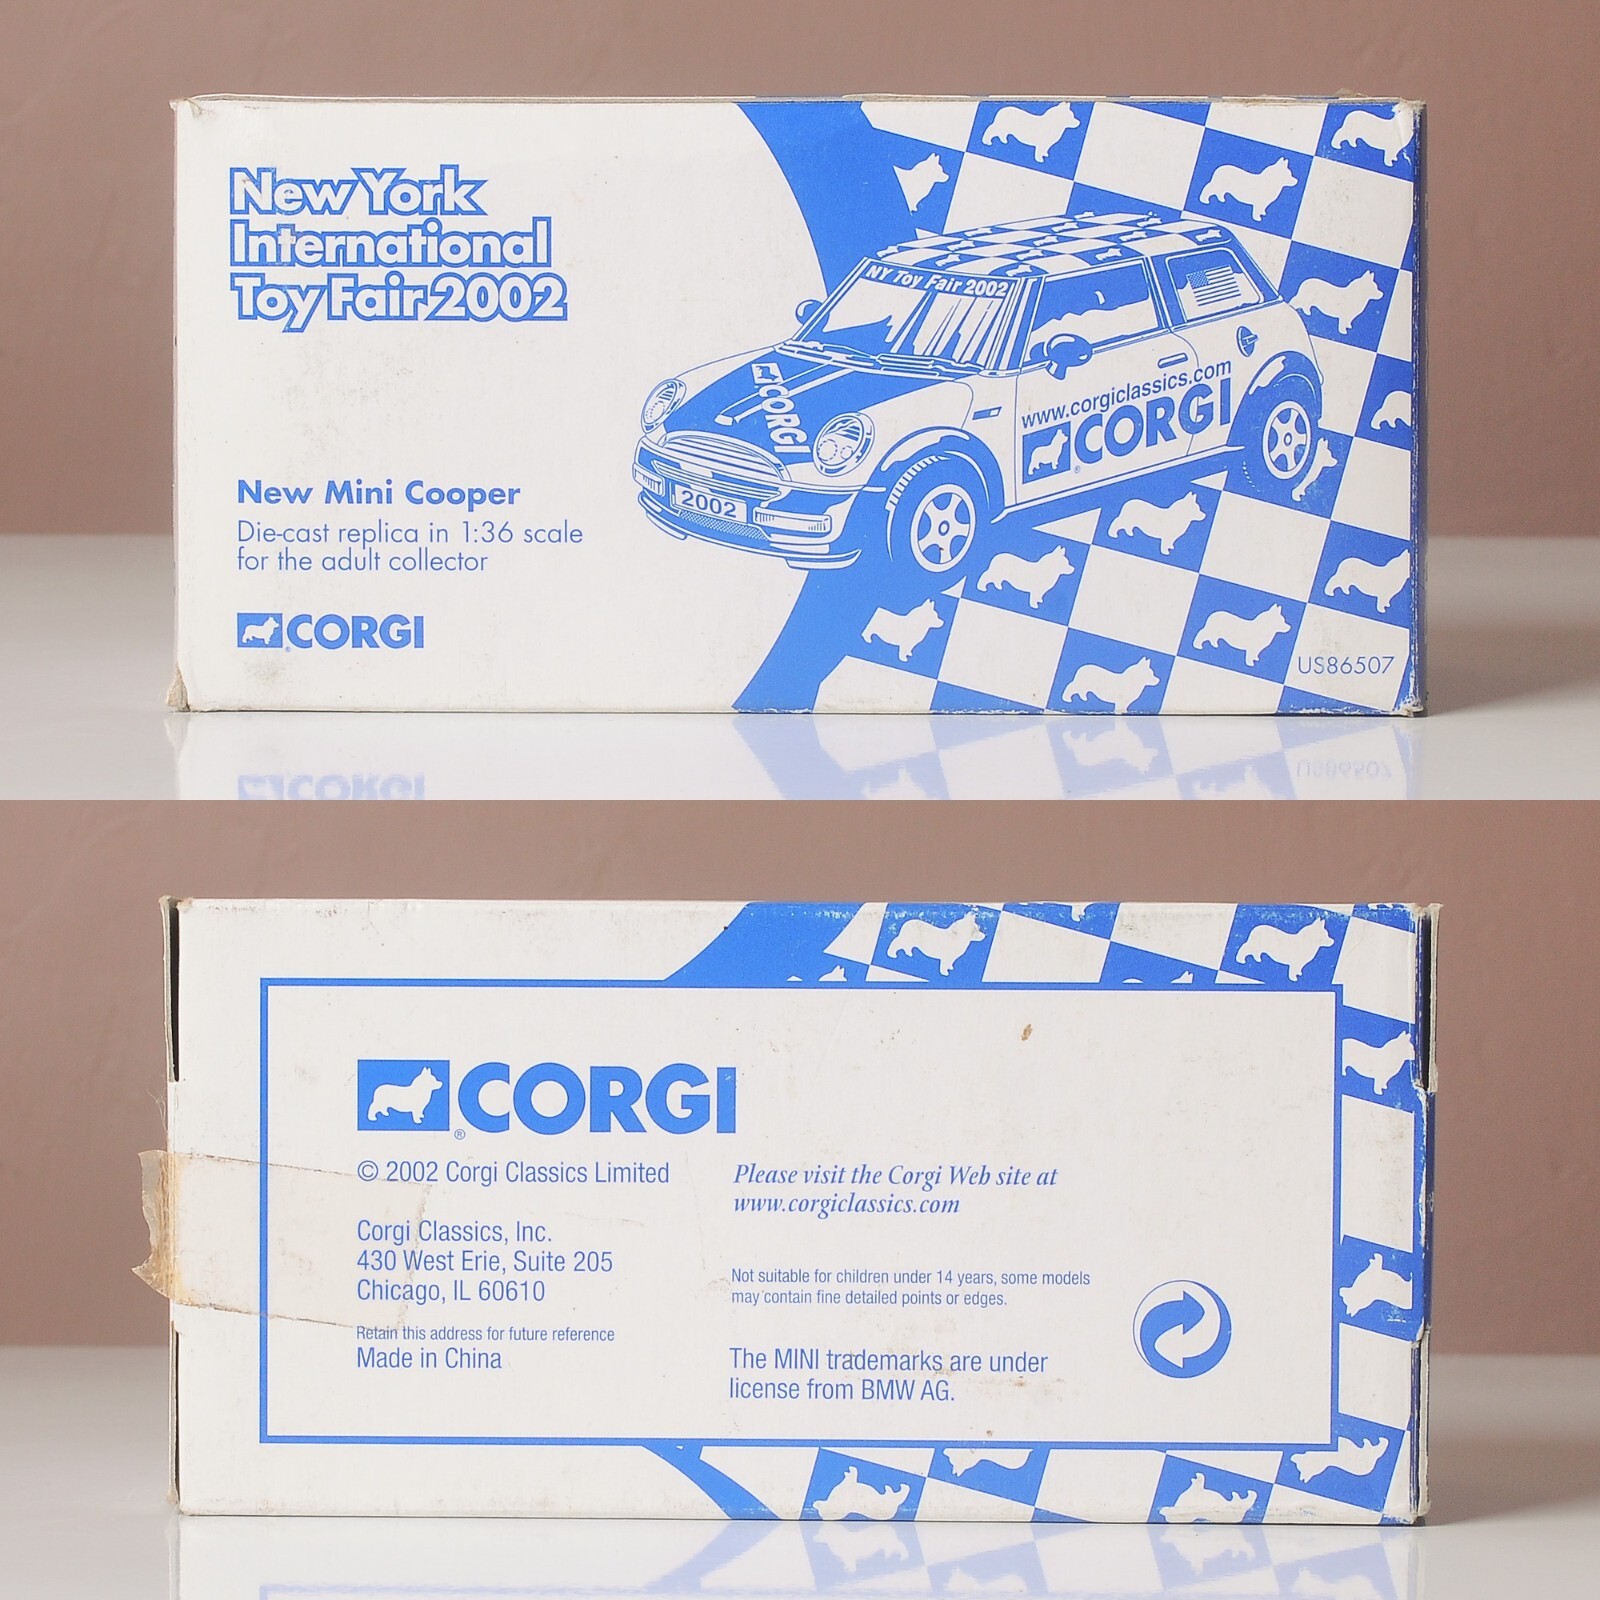 New York
International
Toy Fair 2002
NY Toy Fair 2002
CORGI
www.corgiclassics.com
CORGI
2002
New Mini Cooper
Die-cast replica in 1:36 scale
for the adult collector
CORGI
US86507
CORGI
© 2002 Corgi Classics Limited
Corgi Classics, Inc.
430 West Erie, Suite 205
Chicago, IL 60610
Retain this address for future reference
Made in China
Please visit the Corgi Web site at
www.corgiclassics.com
Not suitable for children under 14 years, some models
may contain fine detailed points or edges.
The MINI trademarks are under
license from BMW AG.